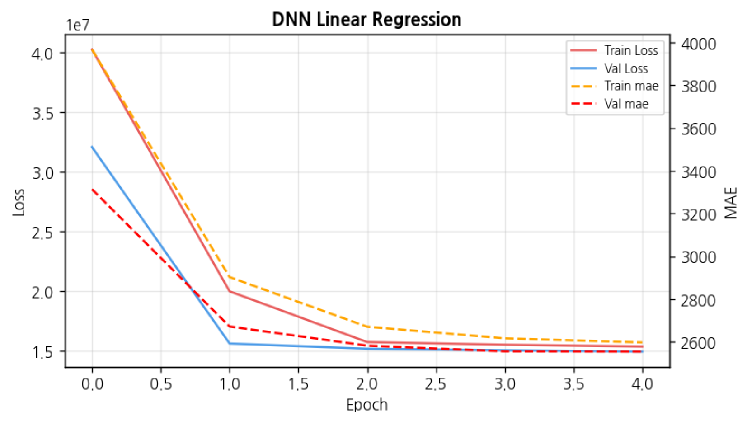 DNN Linear Regression
1e7
4.0
3.5
3.0
2.5
2.0
1.5
Loss
0.0 0.5 1.0 1.5 2.0 2.5 3.0 3.5 4.0
Epoch
4000
3800
3600
3400
3200
3000
2800
2600
MAE
Train Loss
Val Loss
Train mae
Val mae